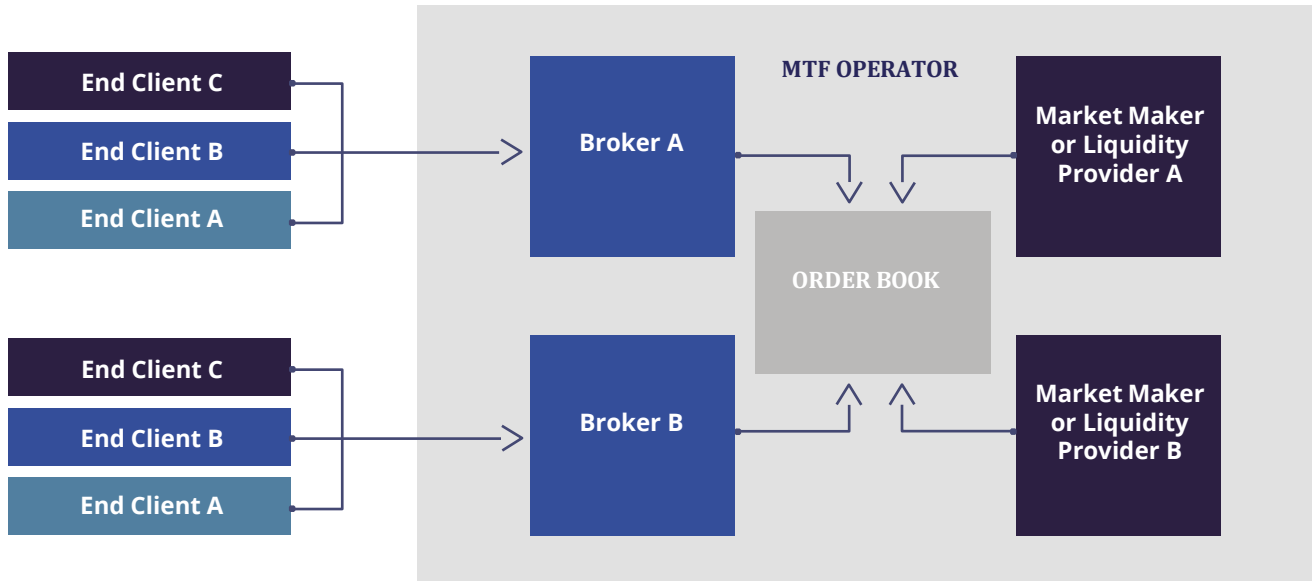 End Client C
End Client B
End Client A
Broker A
MTF OPERATOR
Market Maker
or Liquidity
Provider A
ORDER BOOK
End Client C
End Client B
End Client A
Broker B
Market Maker
or Liquidity
Provider B